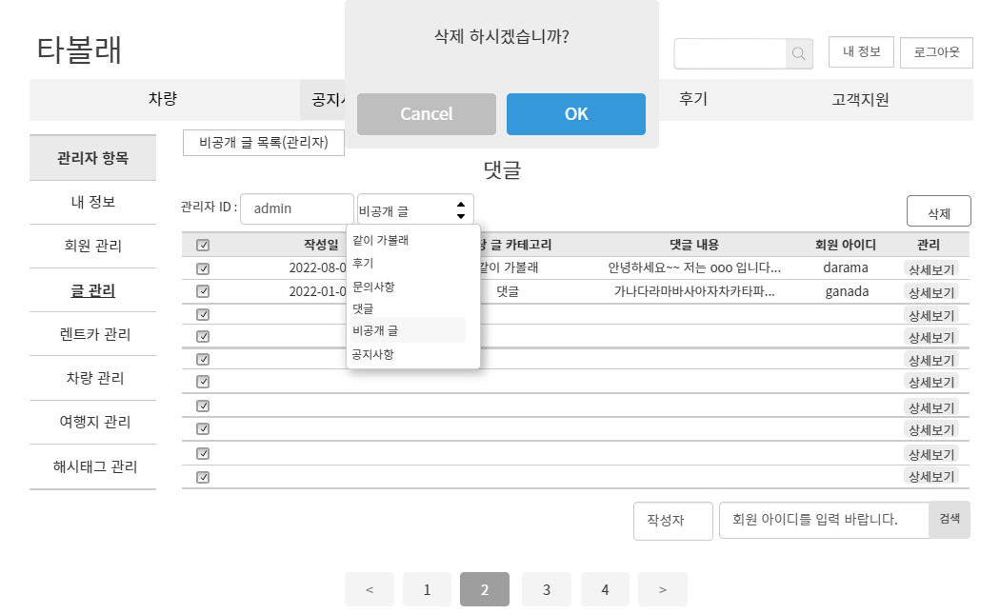 삭제 하시겠습니까?
Cancel
OK
타볼래
내 정보
로그아웃
차량
공지
후기
고객지원
비공개 글 목록(관리자)
댓글
관리자 항목
내 정보
회원 관리
글 관리
렌트카 관리
차량 관리
여행지 관리
해시태그 관리
관리자 ID :
admin
비공개 글
삭제
같이 가볼래
후기
문의사항
댓글
비공개 글
공지사항
작성일
글 카테고리
댓글 내용
회원 아이디
관리
2022-08-0
같이 가볼래
안녕하세요~~ 저는 ooo 입니다...
darama
상세보기
2022-01-0
댓글
가나다라마바사아자차카타파...
ganada
상세보기
상세보기
상세보기
상세보기
상세보기
상세보기
상세보기
상세보기
상세보기
작성자
회원 아이디를 입력 바랍니다.
검색
< 1 2 3 4 >